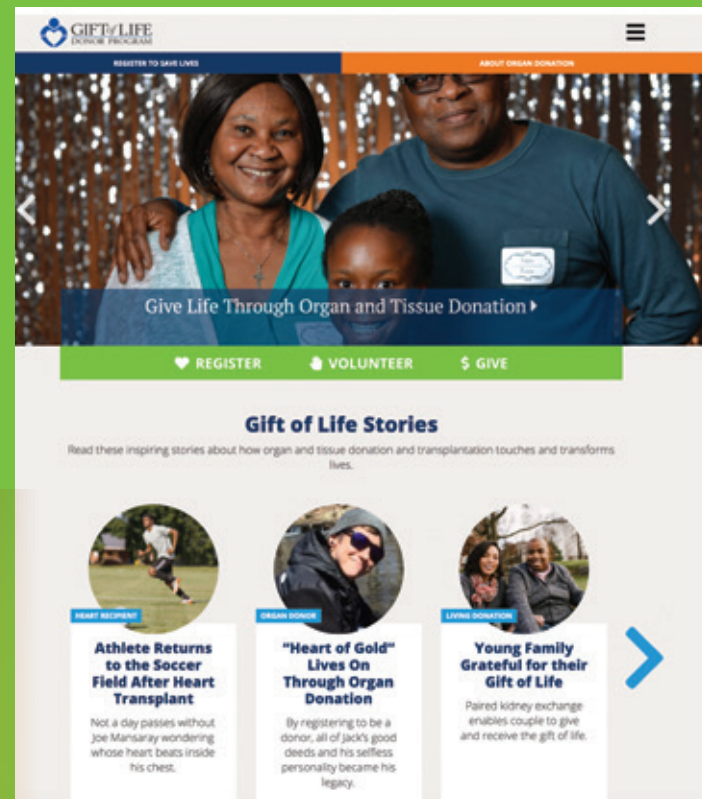 GIFT of LIFE
DONOR PROGRAM
REGISTER TO SAVE LIVES
ABOUT ORGAN DONATION
Give Life Through Organ and Tissue Donation
REGISTER
VOLUNTEER
$ GIVE
Gift of Life Stories
Read these inspiring stories about how organ and tissue donation and transplantation touches and transforms
lives.
HEART RECIPIENT
Athlete Returns
to the Soccer
Field After Heart
Transplant
Not a day passes without
Joe Mansaray wondering
whose heart beats inside
his chest.
ORGAN DONOR
"Heart of Gold"
Lives On
Through Organ
Donation
By registering to be a
donor, all of Jack's good
deeds and his selfless
personality became his
legacy.
LIVING DONATION
Young Family
Grateful for their
Gift of Life
Paired kidney exchange
enables couple to give
and receive the gift of life.